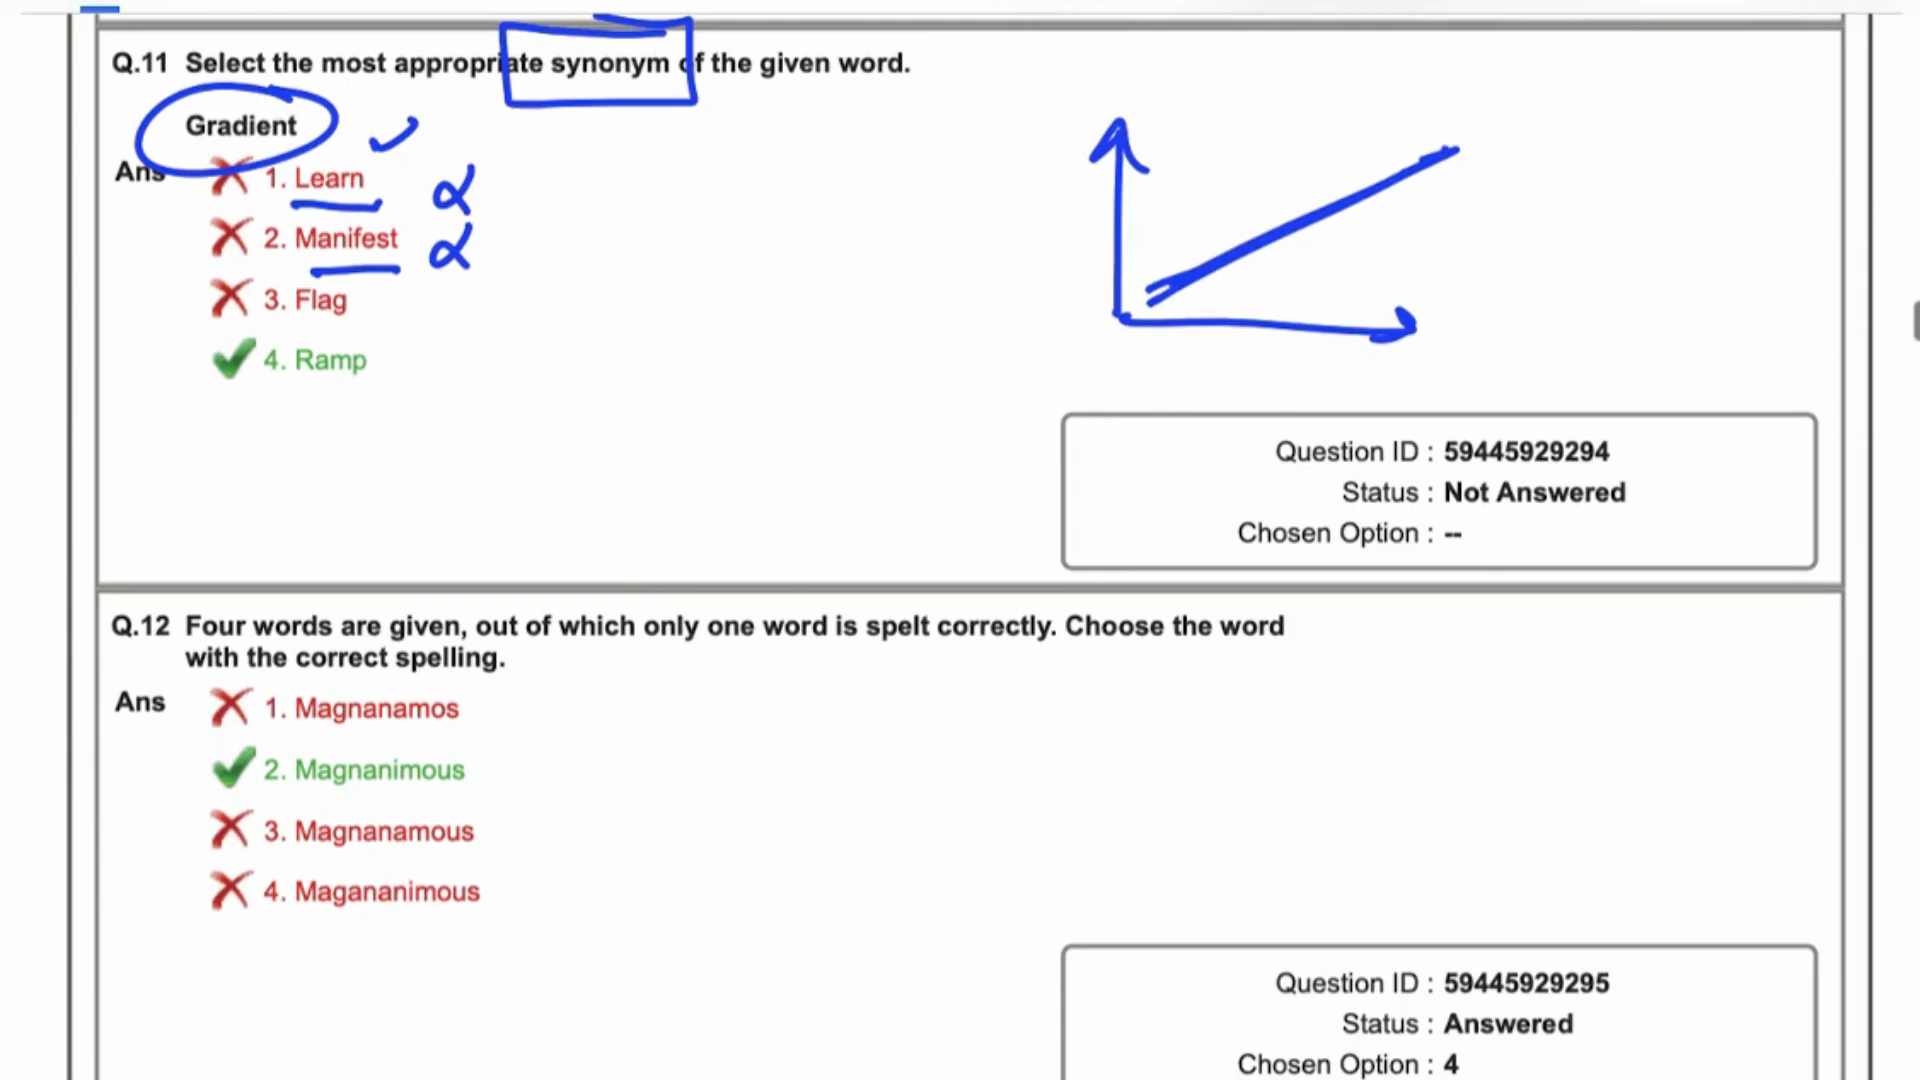 Q.11 Select the most appropriate synonym of the given word.
Gradient
Ans 1. Learn
2. Manifest
3. Flag
4. Ramp
Question ID : 59445929294
Status : Not Answered
Chosen Option : --
Q.12 Four words are given, out of which only one word is spelt correctly. Choose the word
with the correct spelling.
Ans 1. Magnanamos
2. Magnanimous
3. Magnanamous
4. Magananimous
Question ID : 59445929295
Status : Answered
Chosen Option : 4